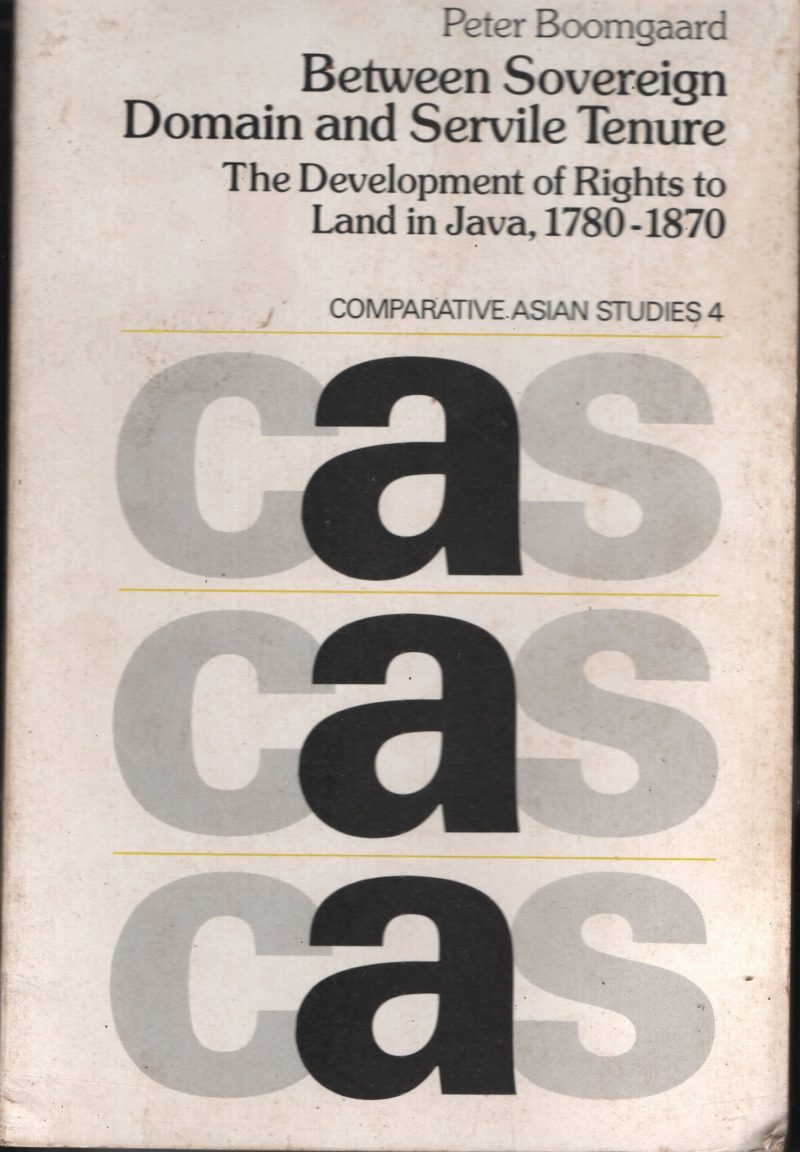 Peter Boomgaard
Between Sovereign
Domain and Servile Tenure
The Development of Rights to
Land in Java, 1780-1870
COMPARATIVE ASIAN STUDIES 4
cas
cas
cas